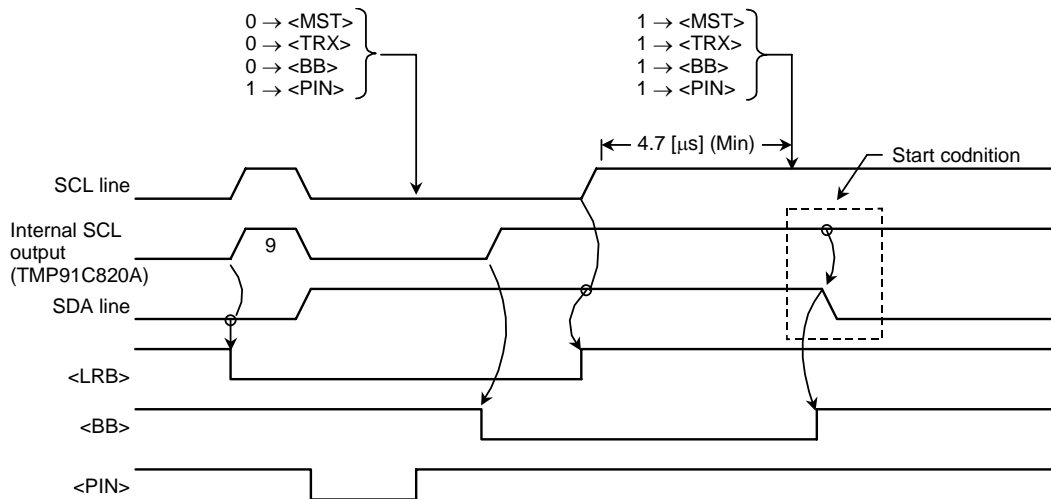 0 → <MST>
0 → <TRX>
0 → <BB>
1 → <PIN>
1 → <MST>
1 → <TRX>
1 → <BB>
1 → <PIN>
4.7 [μs] (Min)
Start codnition
SCL line
Internal SCL
output
(TMP91C820A)
9
SDA line
<LRB>
<BB>
<PIN>